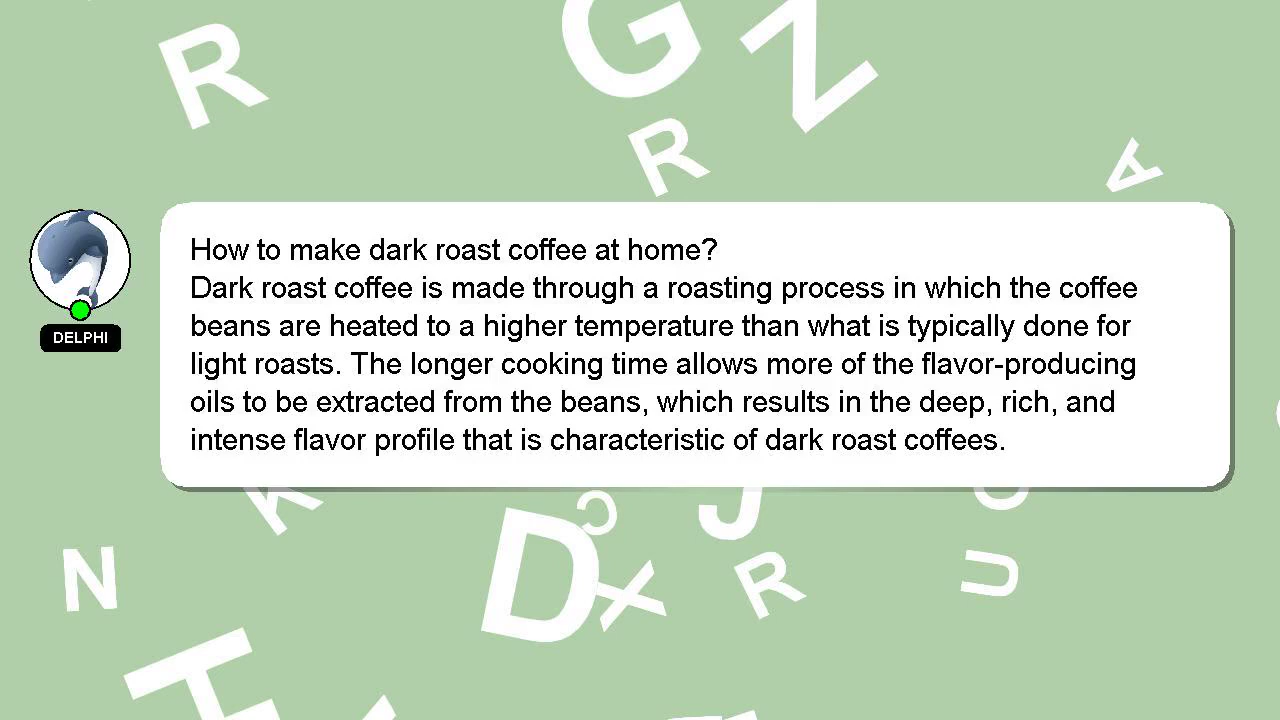 R
G
Z
R
A
DELPHI
How to make dark roast coffee at home?
Dark roast coffee is made through a roasting process in which the coffee
beans are heated to a higher temperature than what is typically done for
light roasts. The longer cooking time allows more of the flavor-producing
oils to be extracted from the beans, which results in the deep, rich, and
intense flavor profile that is characteristic of dark roast coffees.
K
C
J
D
N
X
R
U